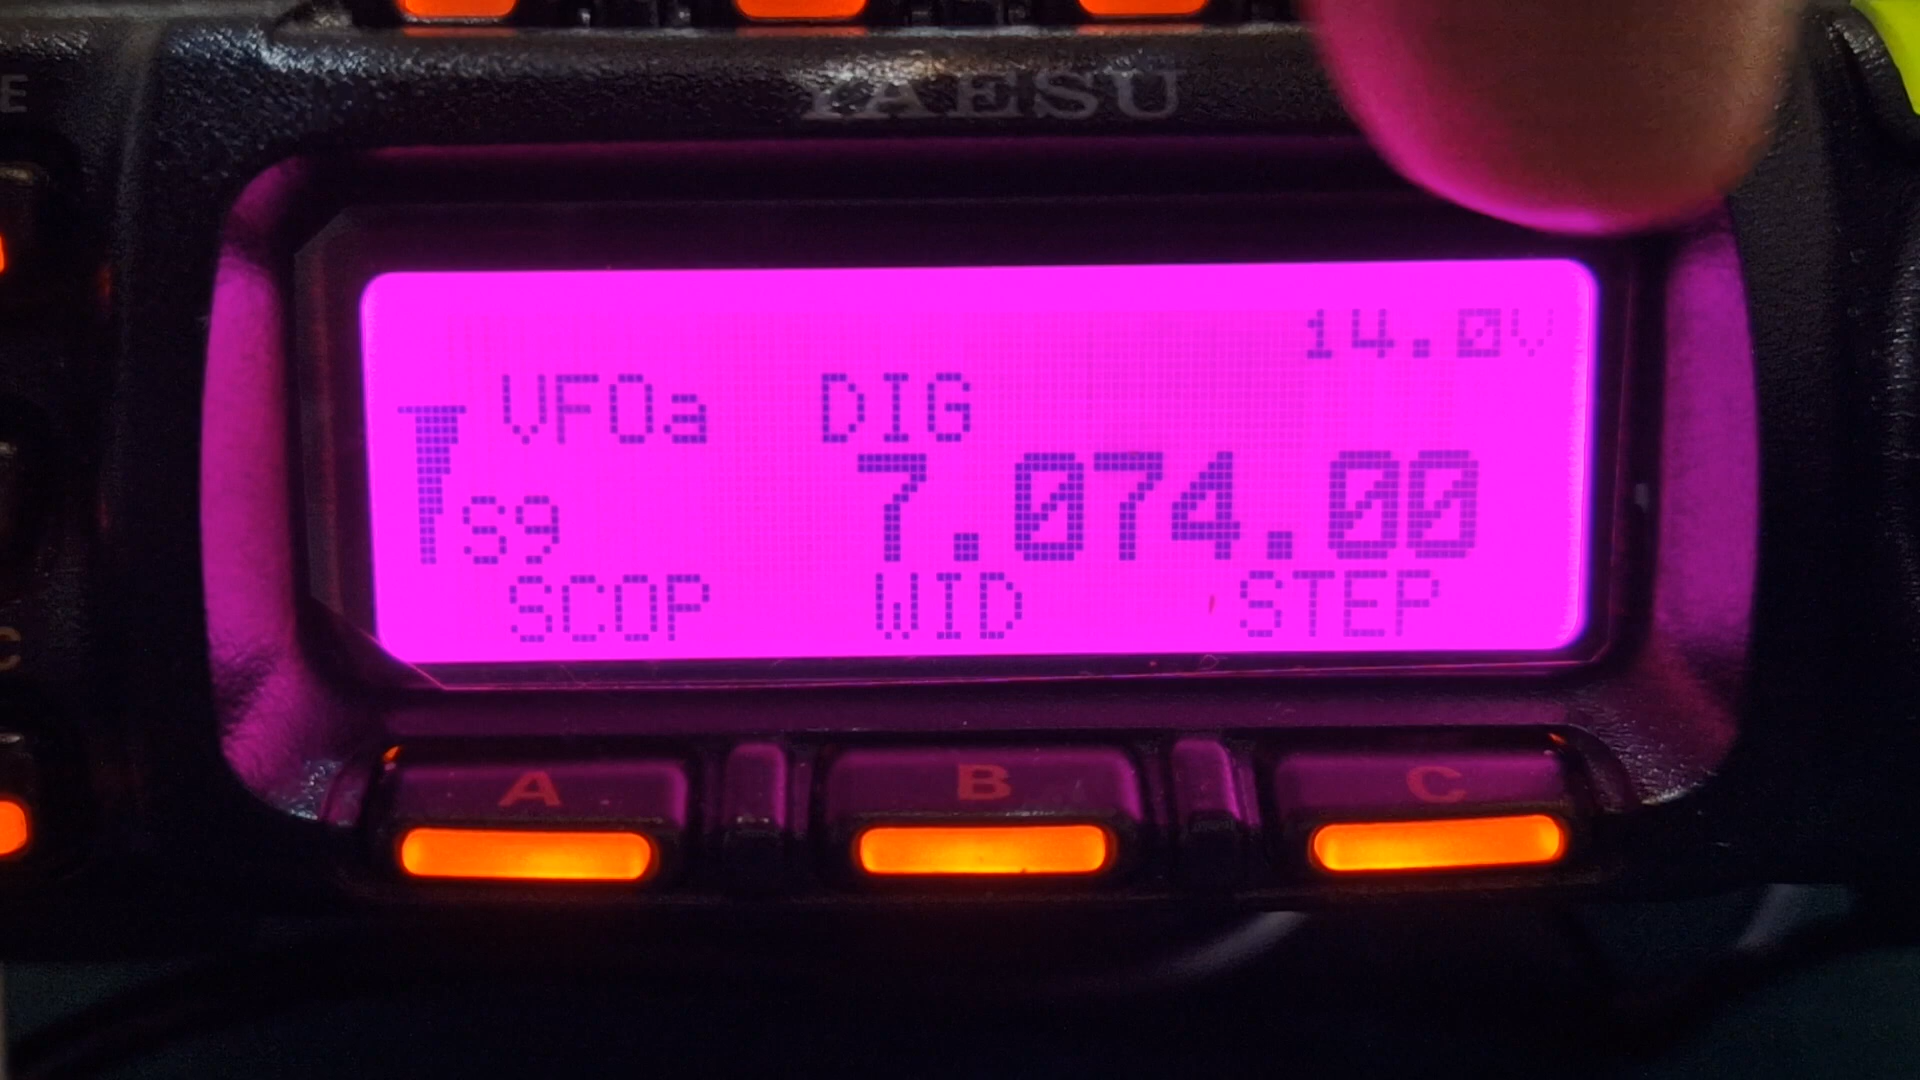 E
YAESU
14.0V
VFOa DIG
S9 7.074.00
SCOP WID STEP
C
A B C